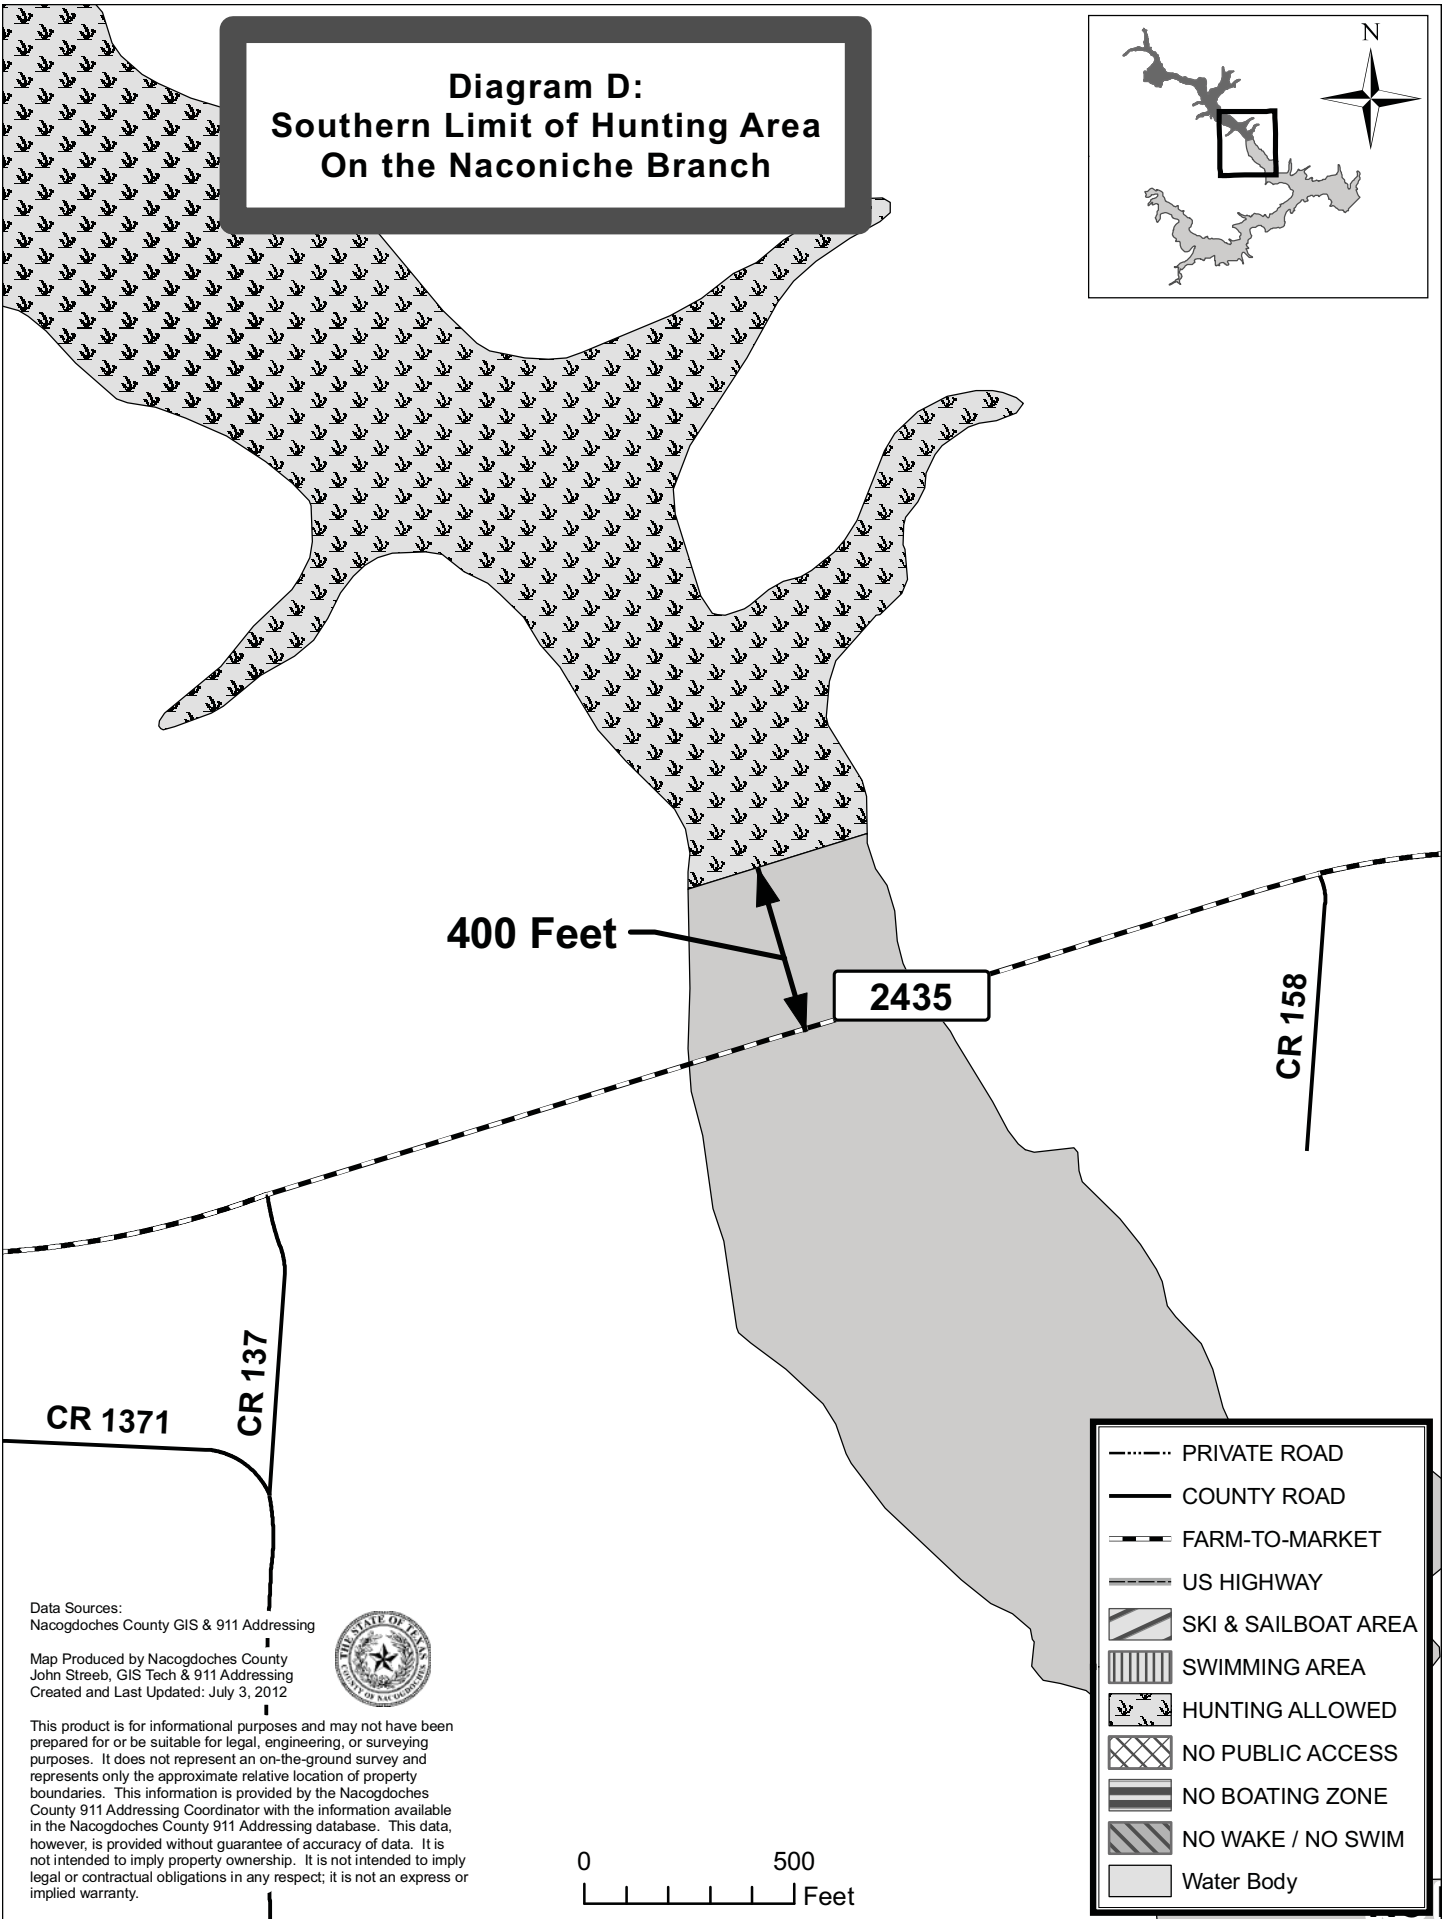 Diagram D:
Southern Limit of Hunting Area
On the Naconiche Branch
N
400 Feet
2435
CR 158
CR 137
CR 1371
PRIVATE ROAD
COUNTY ROAD
FARM-TO-MARKET
US HIGHWAY
SKI & SAILBOAT AREA
SWIMMING AREA
HUNTING ALLOWED
NO PUBLIC ACCESS
NO BOATING ZONE
NO WAKE / NO SWIM
Water Body
Data Sources:
Nacogdoches County GIS & 911 Addressing
Map Produced by Nacogdoches County
John Streeb, GIS Tech & 911 Addressing
Created and Last Updated: July 3, 2012
THE STATE OF TEXAS
COUNTY OF NACOGDOCHES
This product is for informational purposes and may not have been
prepared for or be suitable for legal, engineering, or surveying
purposes. It does not represent an on-the-ground survey and
represents only the approximate relative location of property
boundaries. This information is provided by the Nacogdoches
County 911 Addressing Coordinator with the information available
in the Nacogdoches County 911 Addressing database. This data,
however, is provided without guarantee of accuracy of data. It is
not intended to imply property ownership. It is not intended to imply
legal or contractual obligations in any respect; it is not an express or
implied warranty.
0 500
Feet